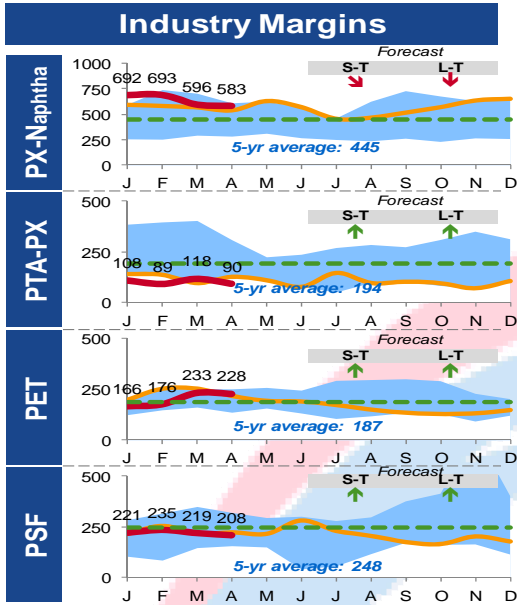 Industry Margins
PX-Naphtha
Forecast
S-T L-T
1000
750
500
250
0
692 693 596 583
5-yr average: 445
J F M A M J J A S O N D
PTA-PX
Forecast
S-T L-T
500
250
0
108 89 118 90
5-yr average: 194
J F M A M J J A S O N D
PET
Forecast
S-T L-T
500
250
0
166 176 233 228
5-yr average: 187
J F M A M J J A S O N D
PSF
Forecast
S-T L-T
500
250
0
221 235 219 208
5-yr average: 248
J F M A M J J A S O N D